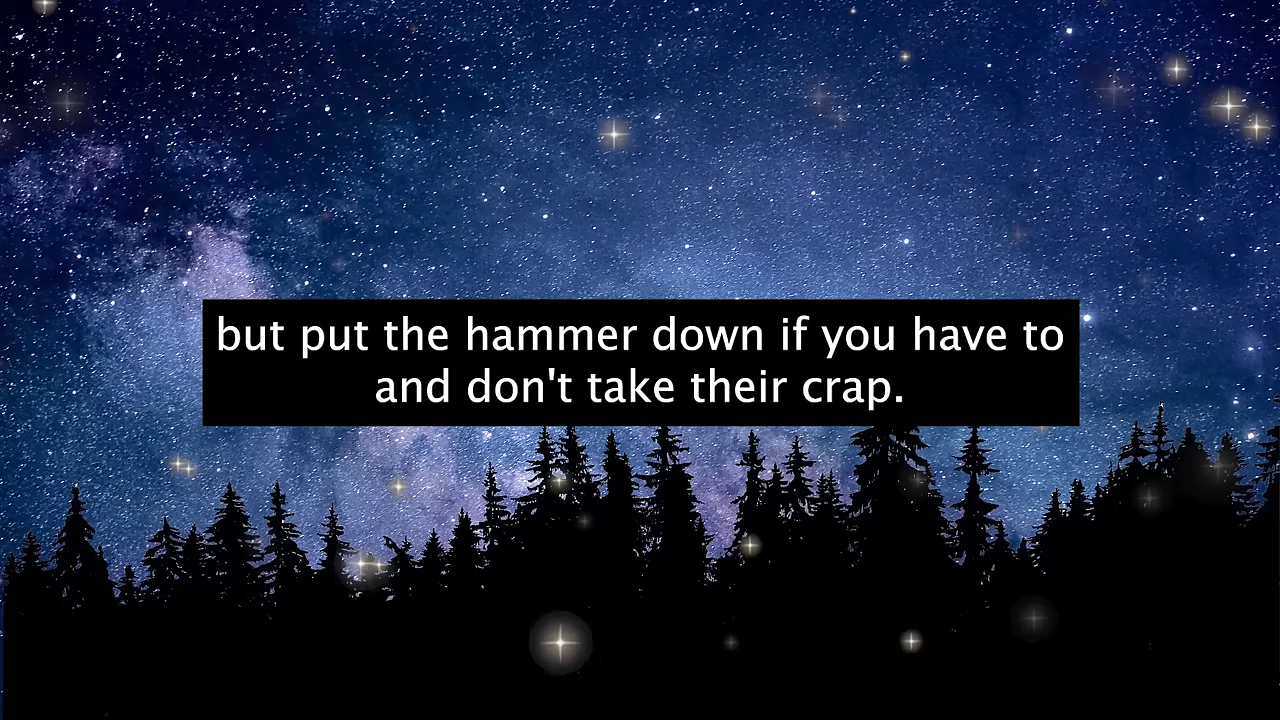 but put the hammer down if you have to
and don't take their crap.